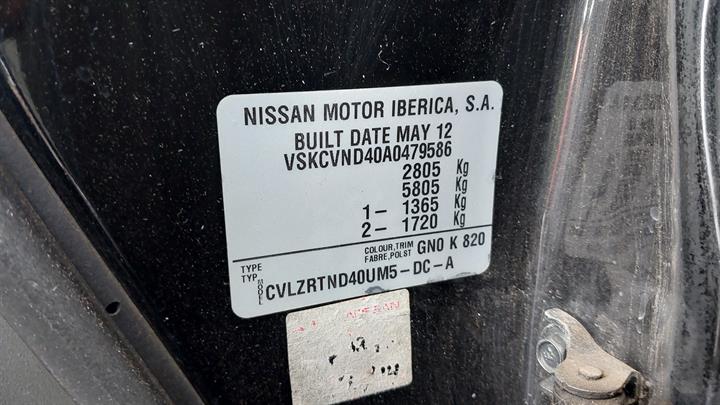 NISSAN MOTOR IBERICA, S.A.
BUILT DATE MAY 12
VSKCVND40A0479586
2805 Kg
5805 Kg
1- 1365 Kg
2- 1720 Kg
TYPE COLOUR,TRIM GN0 K 820
TYP FABRE,POLST
MODEL CVLZRTND40UM5-DC-A
NISSAN